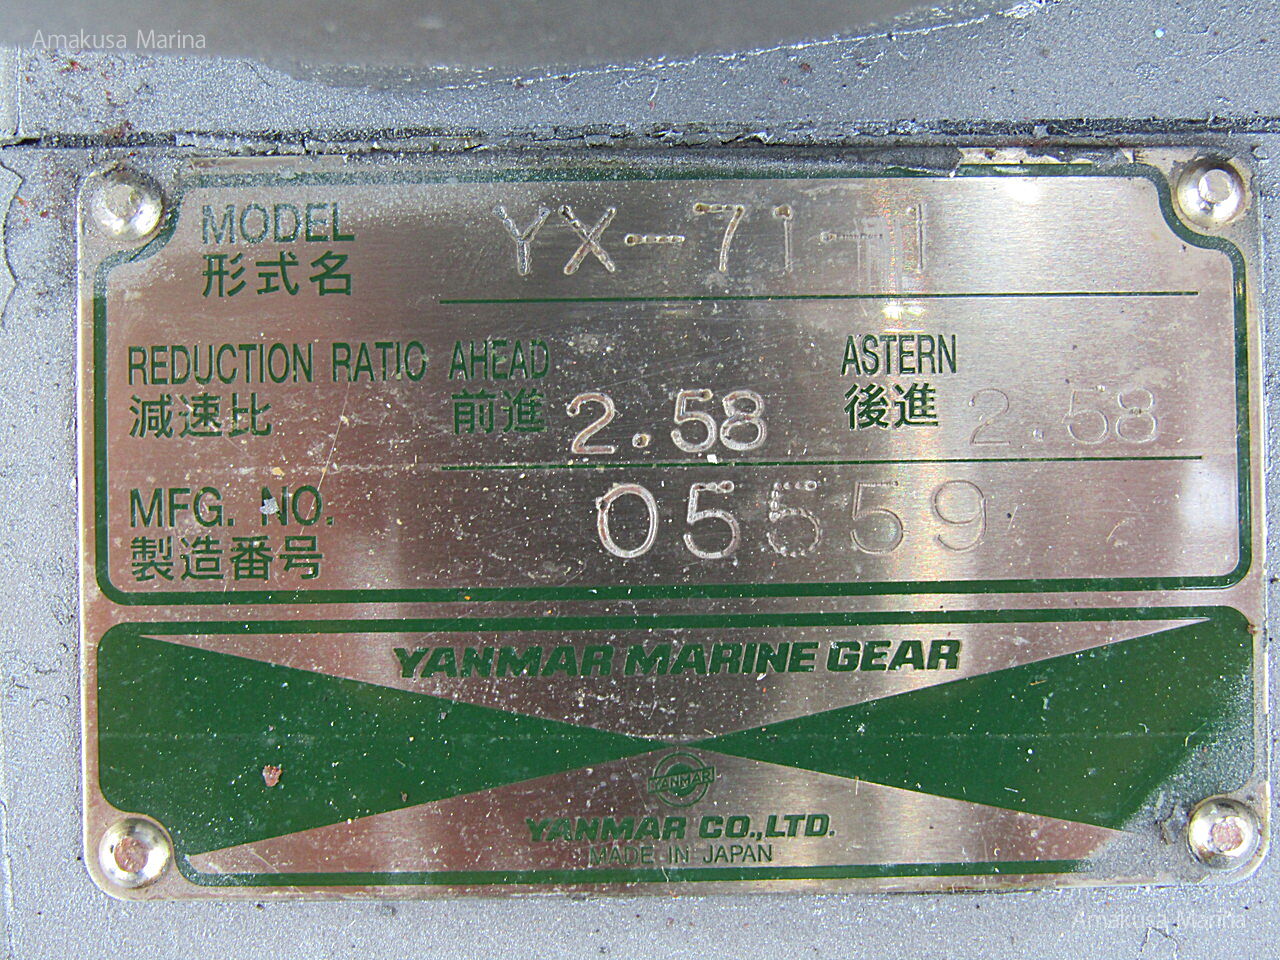 Amakusa Marina
MODEL YX-71-1
形式名
REDUCTION RATIO AHEAD 2.58 ASTERN 2.58
減速比 前進 後進
MFG. NO. 05559
製造番号
YANMAR MARINE GEAR
YANMAR
YANMAR CO.,LTD.
MADE IN JAPAN
Amakusa Marina